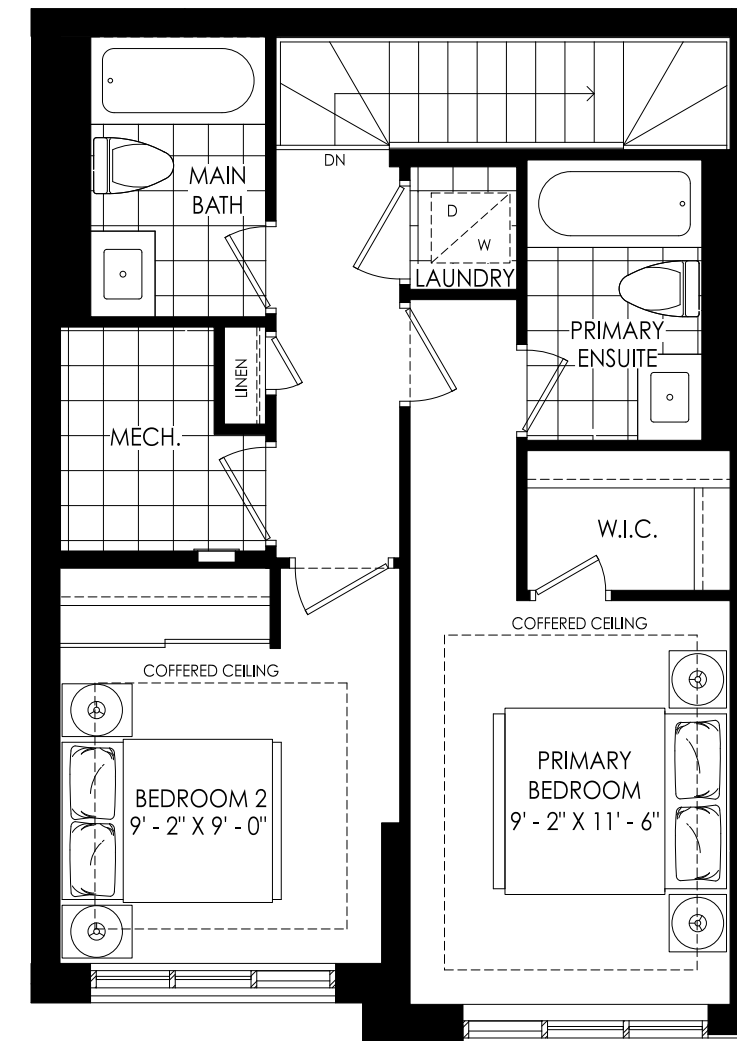 DN
MAIN
BATH
D
W
LAUNDRY
PRIMARY
ENSUITE
LINEN
MECH.
W.I.C.
COFFERED CEILING
COFFERED CEILING
PRIMARY
BEDROOM
9' - 2" X 11' - 6"
BEDROOM 2
9' - 2" X 9' - 0"